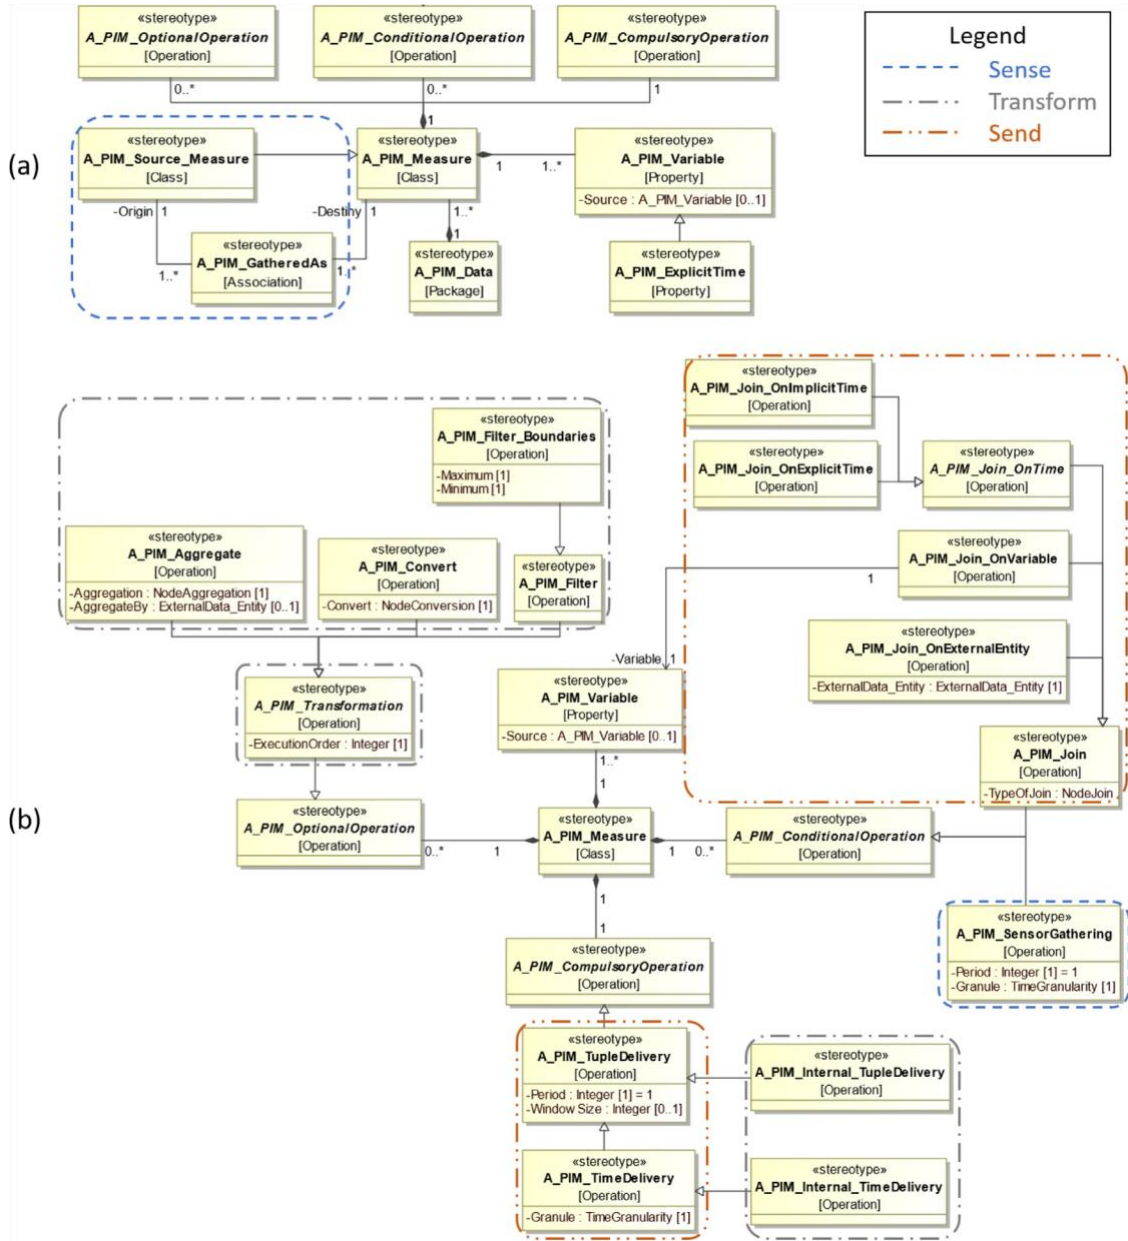 «stereotype»
A_PIM_OptionalOperation
[Operation]
«stereotype»
A_PIM_ConditionalOperation
[Operation]
«stereotype»
A_PIM_CompulsoryOperation
[Operation]
Legend
Sense
Transform
Send
0..*
0..*
1
1
(a)
«stereotype»
A_PIM_Source_Measure
[Class]
«stereotype»
A_PIM_Measure
[Class]
1
1..*
«stereotype»
A_PIM_Variable
[Property]
-Source : A_PIM_Variable [0..1]
-Origin
1
-Destiny
1
1..*
1
«stereotype»
A_PIM_GatheredAs
[Association]
1..*
1..*
«stereotype»
A_PIM_Data
[Package]
«stereotype»
A_PIM_ExplicitTime
[Property]
(b)
«stereotype»
A_PIM_Join_OnImplicitTime
[Operation]
«stereotype»
A_PIM_Filter_Boundaries
[Operation]
-Maximum [1]
-Minimum [1]
«stereotype»
A_PIM_Join_OnExplicitTime
[Operation]
«stereotype»
A_PIM_Join_OnTime
[Operation]
«stereotype»
A_PIM_Aggregate
[Operation]
-Aggregation : NodeAggregation [1]
-AggregateBy : ExternalData_Entity [0..1]
«stereotype»
A_PIM_Convert
[Operation]
-Convert : NodeConversion [1]
«stereotype»
A_PIM_Filter
[Operation]
«stereotype»
A_PIM_Join_OnVariable
[Operation]
1
«stereotype»
A_PIM_Join_OnExternalEntity
[Operation]
-ExternalData_Entity : ExternalData_Entity [1]
-Variable
1
«stereotype»
A_PIM_Transformation
[Operation]
-ExecutionOrder : Integer [1]
«stereotype»
A_PIM_Variable
[Property]
-Source : A_PIM_Variable [0..1]
«stereotype»
A_PIM_Join
[Operation]
-TypeOfJoin : NodeJoin
1..*
1
«stereotype»
A_PIM_OptionalOperation
[Operation]
0..*
1
«stereotype»
A_PIM_Measure
[Class]
1
0..*
«stereotype»
A_PIM_ConditionalOperation
[Operation]
1
1
«stereotype»
A_PIM_SensorGathering
[Operation]
-Period : Integer [1] = 1
-Granule : TimeGranularity [1]
«stereotype»
A_PIM_CompulsoryOperation
[Operation]
«stereotype»
A_PIM_TupleDelivery
[Operation]
-Period : Integer [1] = 1
-Window Size : Integer [0..1]
«stereotype»
A_PIM_Internal_TupleDelivery
[Operation]
«stereotype»
A_PIM_TimeDelivery
[Operation]
-Granule : TimeGranularity [1]
«stereotype»
A_PIM_Internal_TimeDelivery
[Operation]